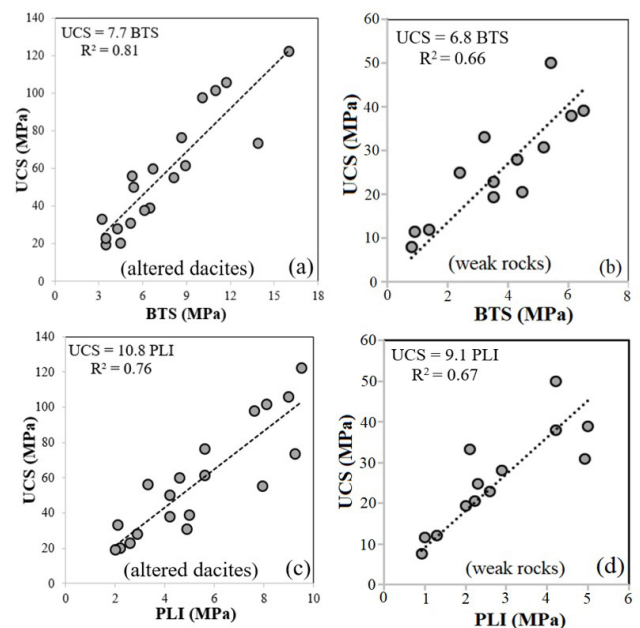 140
120
100
80
60
40
20
0
UCS (MPa)
UCS = 7.7 BTS
R² = 0.81
(altered dacites)
(a)
0 3 6 9 12 15 18
BTS (MPa)
60
50
40
30
20
10
0
UCS (MPa)
UCS = 6.8 BTS
R² = 0.66
(weak rocks)
(b)
0 2 4 6 8
BTS (MPa)
140
120
100
80
60
40
20
0
UCS (MPa)
UCS = 10.8 PLI
R² = 0.76
(altered dacites)
(c)
0 2 4 6 8 10
PLI (MPa)
60
50
40
30
20
10
0
UCS (MPa)
UCS = 9.1 PLI
R² = 0.67
(weak rocks)
(d)
0 1 2 3 4 5 6
PLI (MPa)